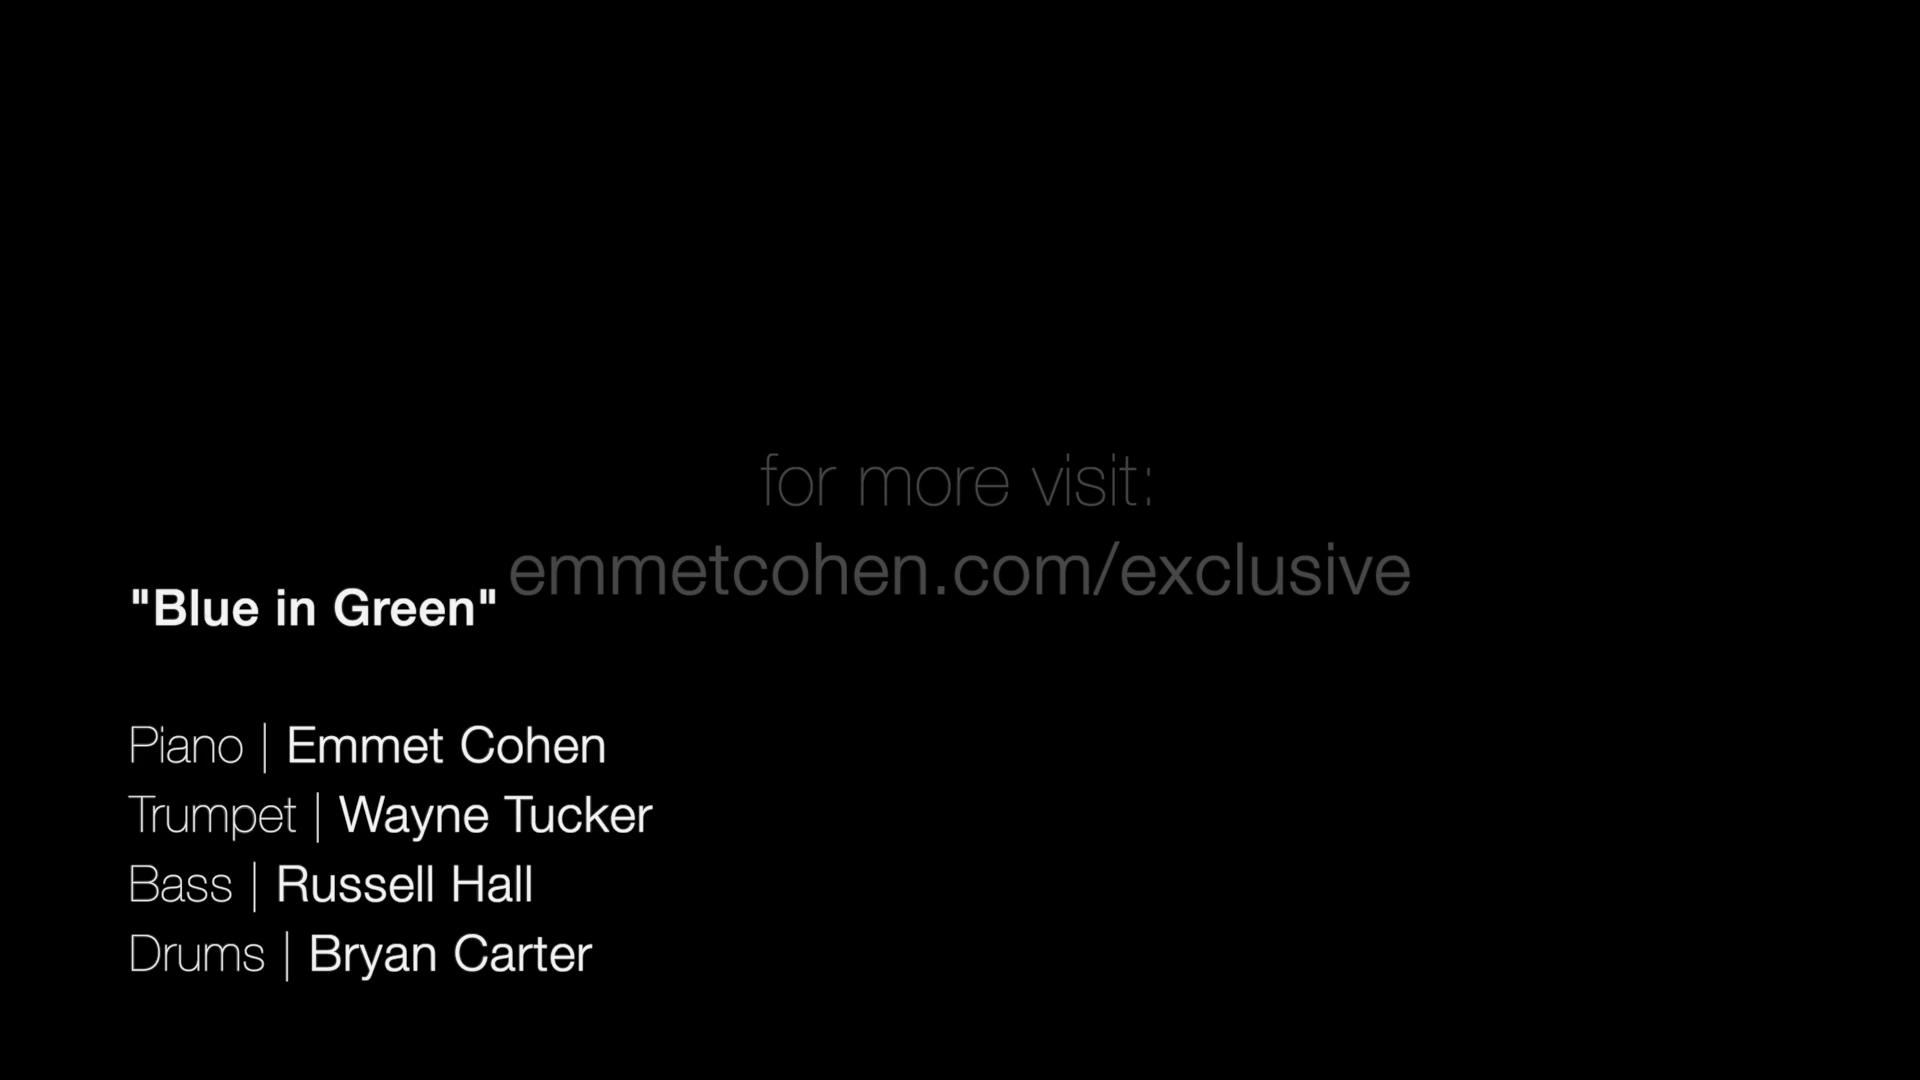 for more visit:
emmetcohen.com/exclusive
"Blue in Green"
Piano | Emmet Cohen
Trumpet | Wayne Tucker
Bass | Russell Hall
Drums | Bryan Carter